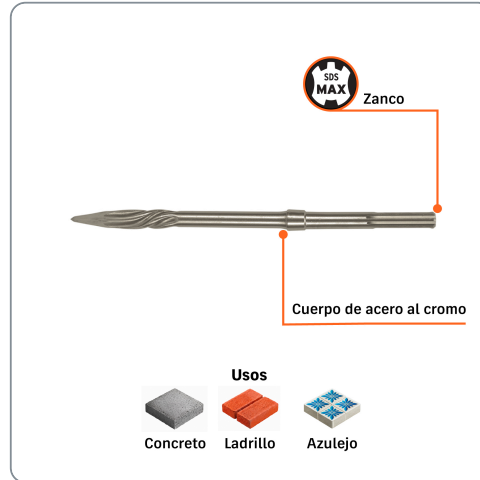 SDS
MAX
Zanco
Cuerpo de acero al cromo
Usos
Concreto Ladrillo Azulejo